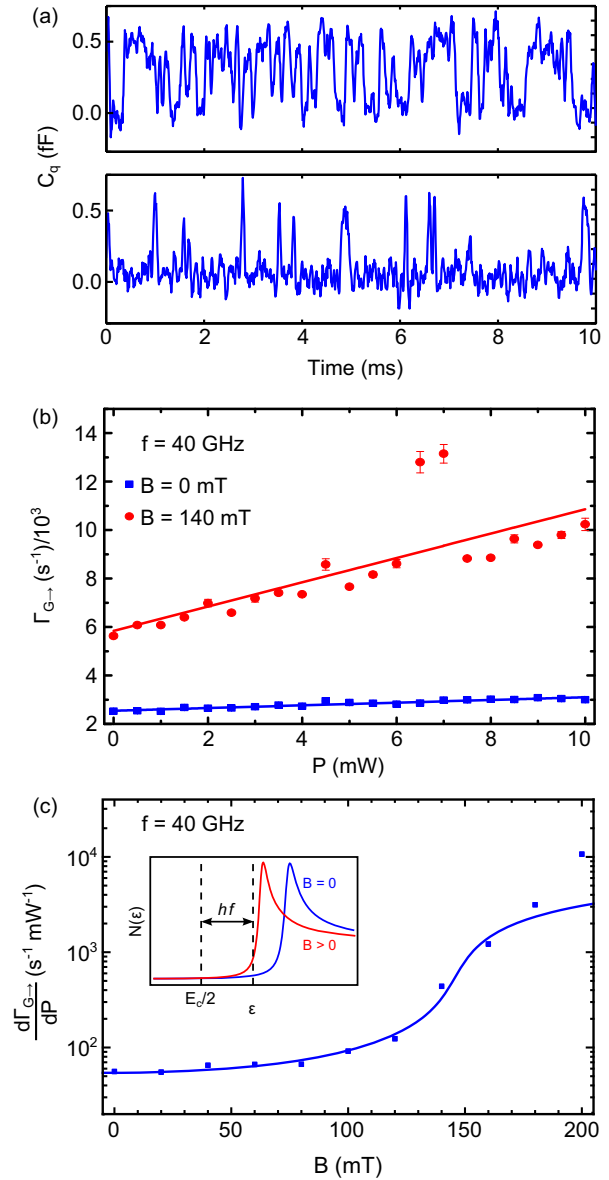 (a)
0.5
0.0
C_q (fF)
0.5
0.0
0 2 4 6 8 10
Time (ms)
(b)
f = 40 GHz
B = 0 mT
B = 140 mT
14
12
10
8
6
4
2
Γ_G→ (s⁻¹)/10³
0 2 4 6 8 10
P (mW)
(c)
f = 40 GHz
10⁴
10³
10²
dΓ_G→/dP (s⁻¹ mW⁻¹)
N(ε)
hf
B = 0
B > 0
E_c/2 ε
0 50 100 150 200
B (mT)